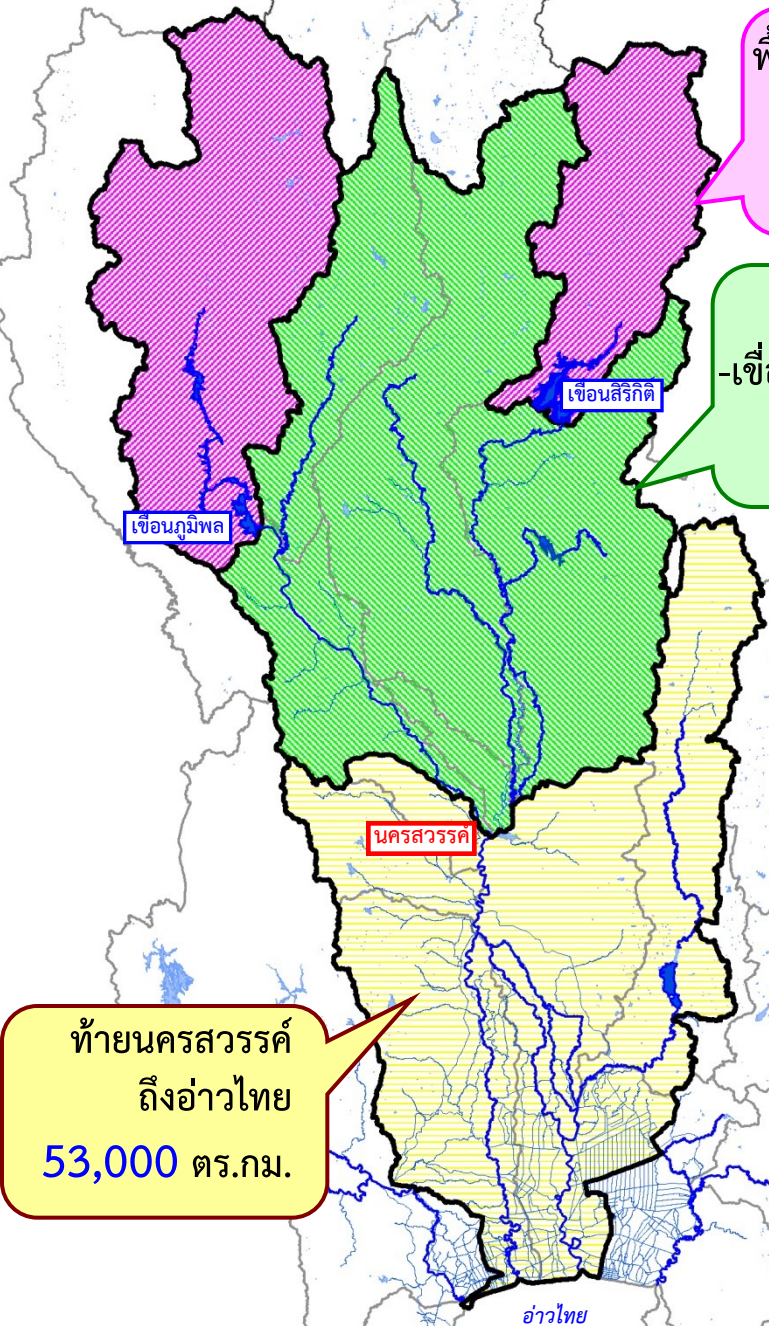 เขื่อนสิริกิติ์
เขื่อนภูมิพล
นครสวรรค์
ท้ายนครสวรรค์
ถึงอ่าวไทย
53,000 ตร.กม.
อ่าวไทย